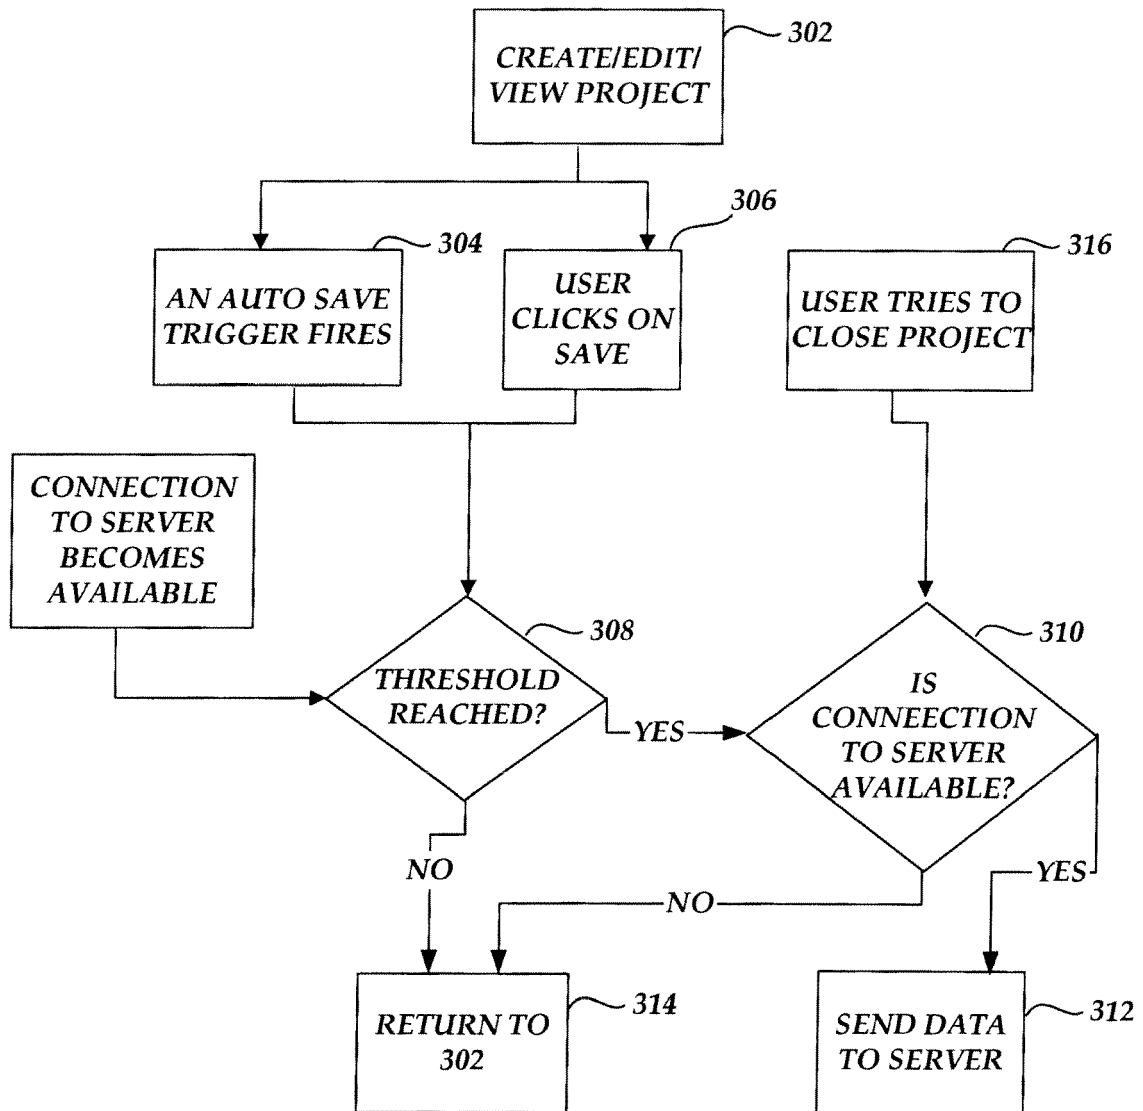 302
CREATE/EDIT/
VIEW PROJECT
306
304
316
AN AUTO SAVE
TRIGGER FIRES
USER
CLICKS ON
SAVE
USER TRIES TO
CLOSE PROJECT
CONNECTION
TO SERVER
BECOMES
AVAILABLE
308
310
THRESHOLD
REACHED?
IS
CONNEECTION
TO SERVER
AVAILABLE?
YES
NO
NO
YES
314
312
RETURN TO
302
SEND DATA
TO SERVER